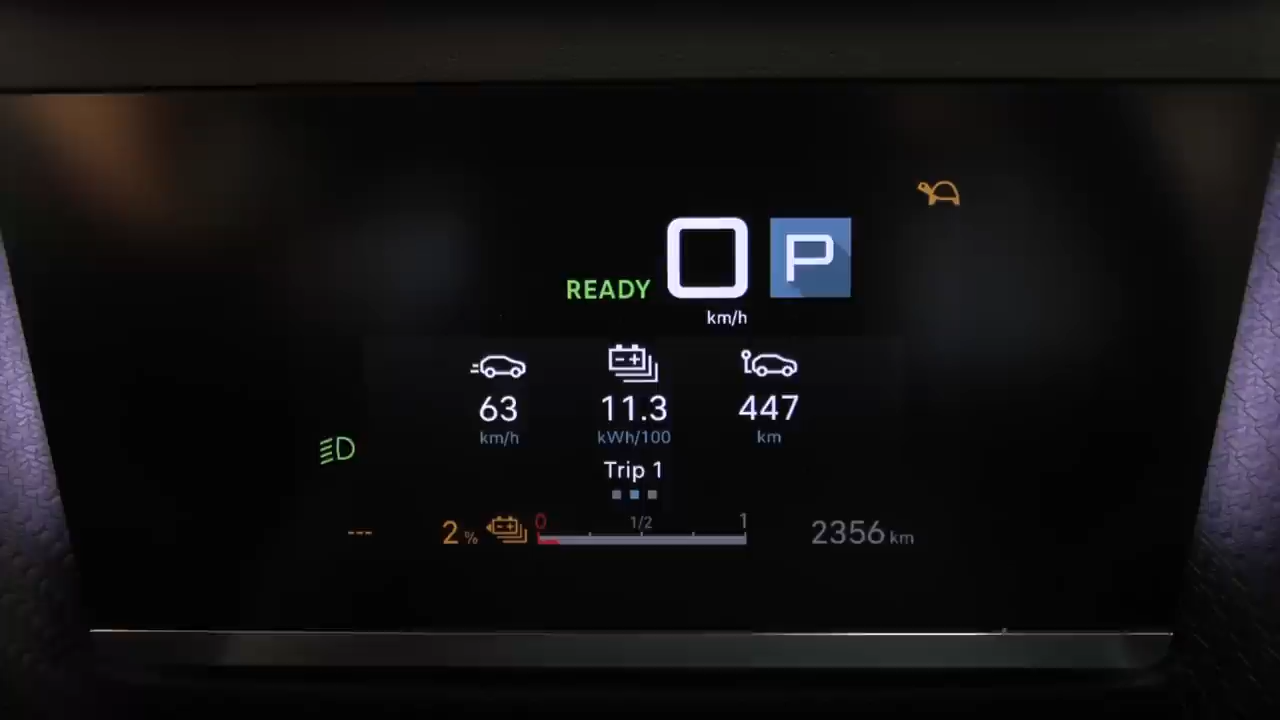 READY 0 P
km/h
63 11.3 447
km/h kWh/100 km
Trip 1
0 1/2 1
--- 2 % 2356 km